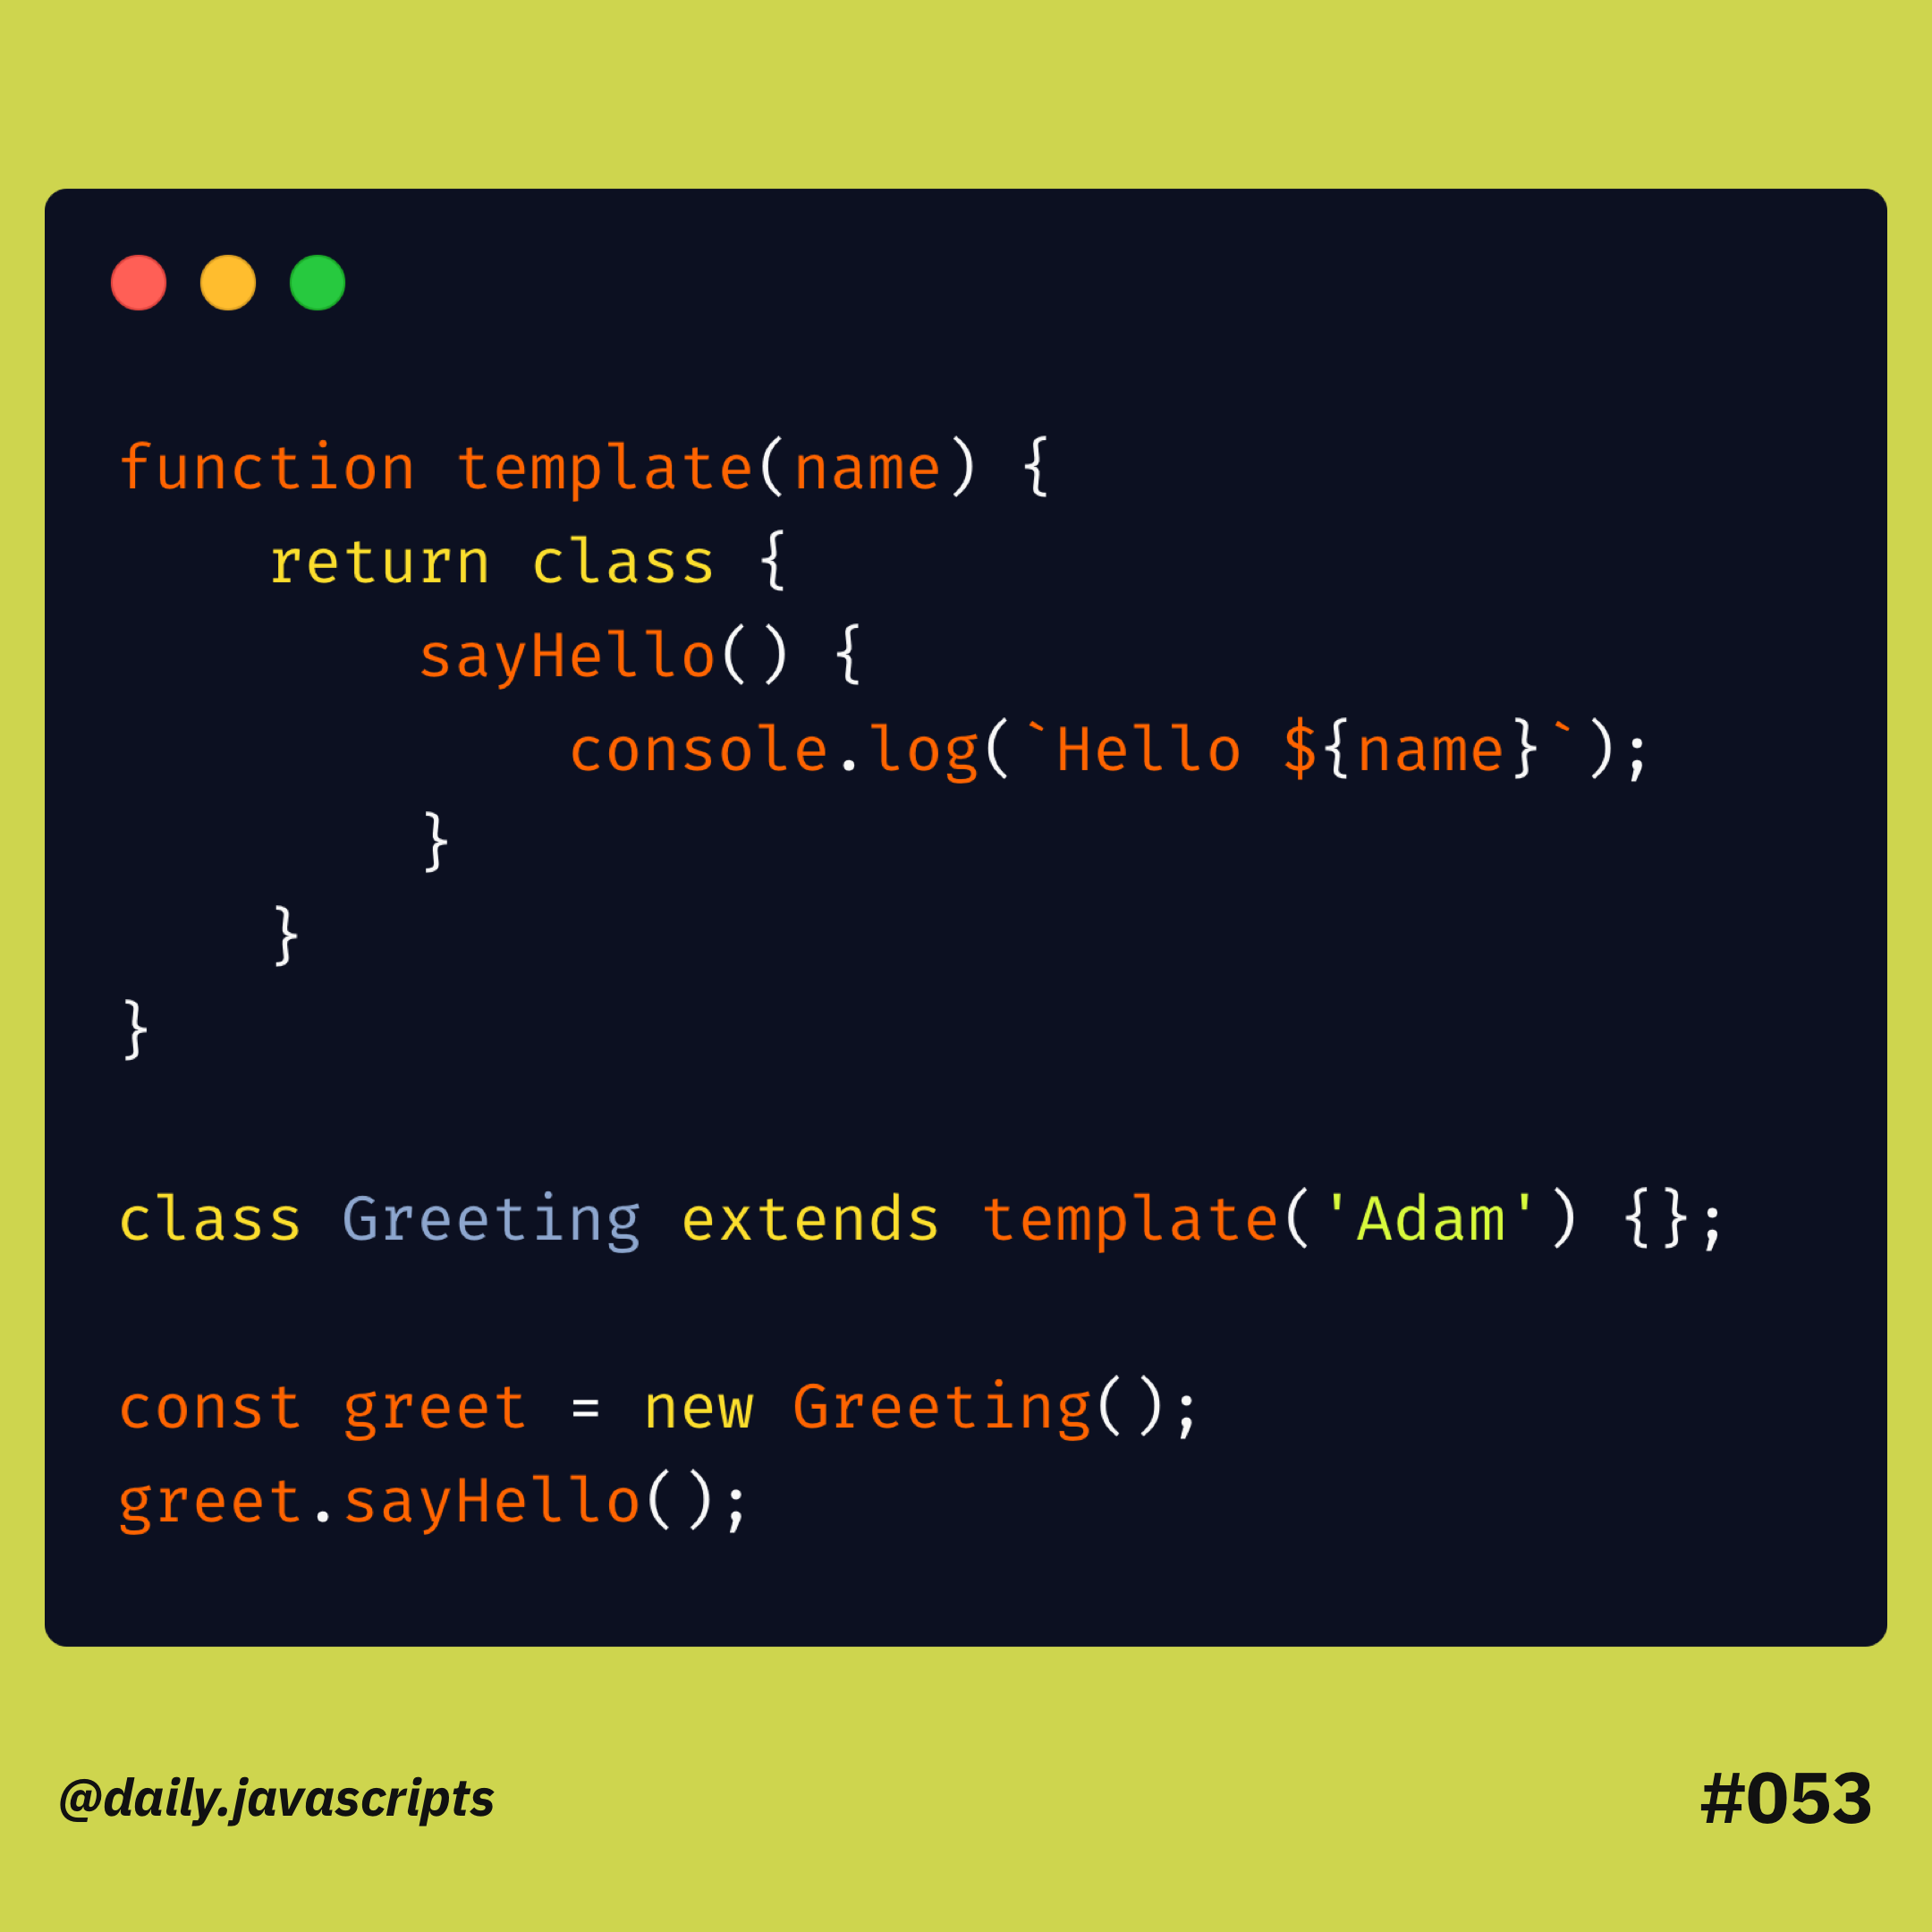 function template(name) {
    return class {
        sayHello() {
            console.log(`Hello ${name}`);
        }
    }
}
class Greeting extends template('Adam') {};
const greet = new Greeting();
greet.sayHello();
@daily.javascripts
#053